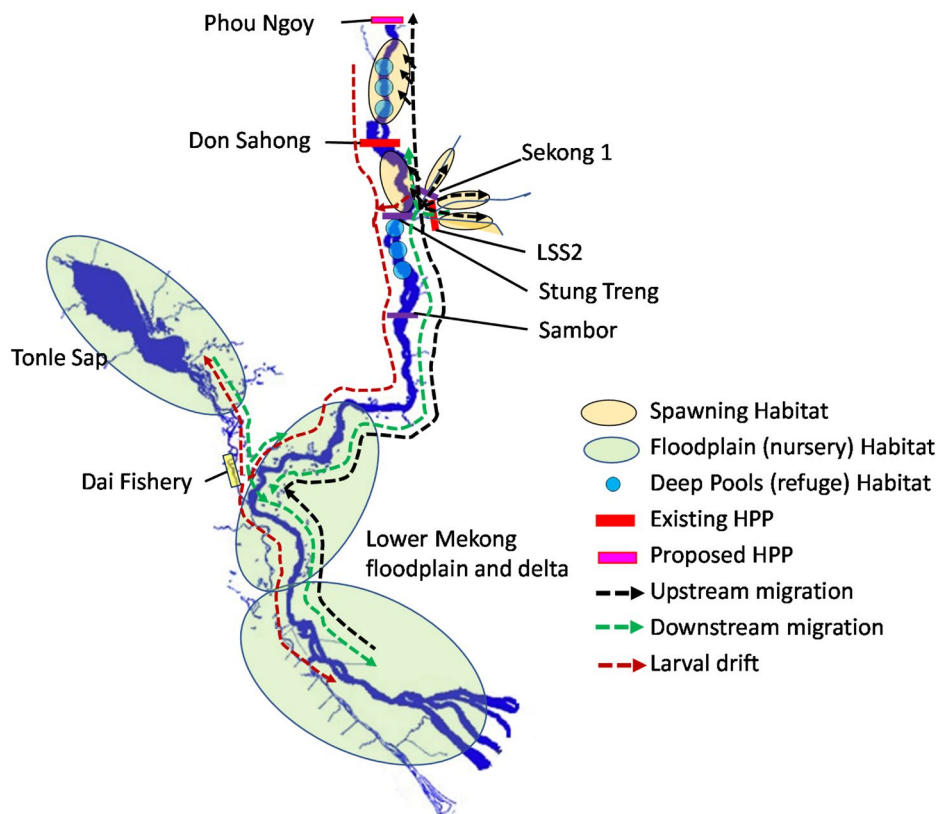 Phou Ngoy
Don Sahong
Sekong 1
LSS2
Stung Treng
Sambor
Tonle Sap
Dai Fishery
Lower Mekong
floodplain and delta
Spawning Habitat
Floodplain (nursery) Habitat
Deep Pools (refuge) Habitat
Existing HPP
Proposed HPP
Upstream migration
Downstream migration
Larval drift